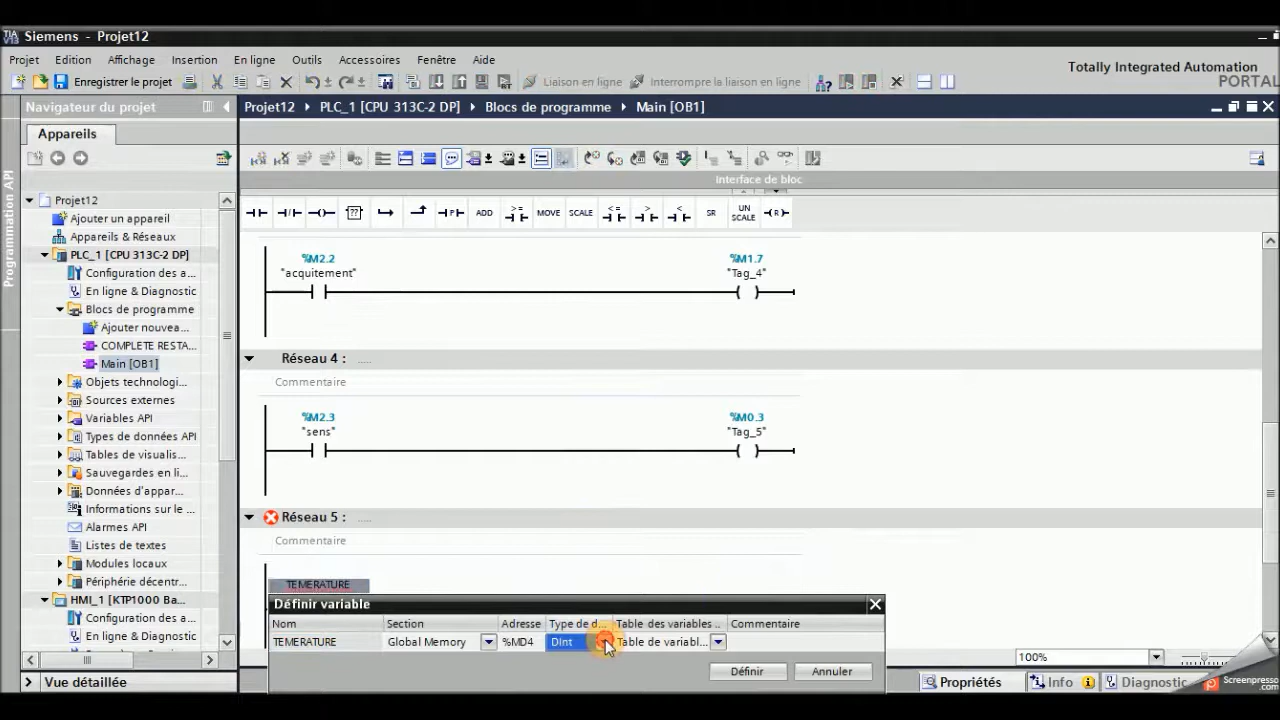 TIA
V13
Siemens - Projet12
Projet Edition Affichage Insertion En ligne Outils Accessoires Fenêtre Aide
Enregistrer le projet
Liaison en ligne
Interrompre la liaison en ligne
Totally Integrated Automation
PORTAL
Navigateur du projet
Projet12 PLC_1 [CPU 313C-2 DP] Blocs de programme Main [OB1]
Appareils
Programmation API
Interface de bloc
Projet12
Ajouter un appareil
Appareils & Réseaux
PLC_1 [CPU 313C-2 DP]
Configuration des a...
En ligne & Diagnostic
Blocs de programme
Ajouter nouvea...
COMPLETE RESTA...
Main [OB1]
Objets technologi...
Sources externes
Variables API
Types de données API
Tables de visualis...
Sauvegardes en li...
Données d'appar...
Informations sur le ...
Alarmes API
Listes de textes
Modules locaux
Périphérie décentr...
HMI_1 [KTP1000 Ba...
Configuration des a...
En ligne & Diagnostic
Vue détaillée
?? P ADD >= MOVE SCALE <= > < SR UN SCALE R
%M2.2
"acquitement"
%M1.7
"Tag_4"
Réseau 4 : .....
Commentaire
%M2.3
"sens"
%M0.3
"Tag_5"
Réseau 5 : .....
Commentaire
TEMERATURE
Définir variable
Nom Section Adresse Type de d... Table des variables .. Commentaire
TEMERATURE Global Memory %MD4 DInt Table de variabl...
Définir Annuler
100%
Propriétés Info Diagnostic
Screenpresso